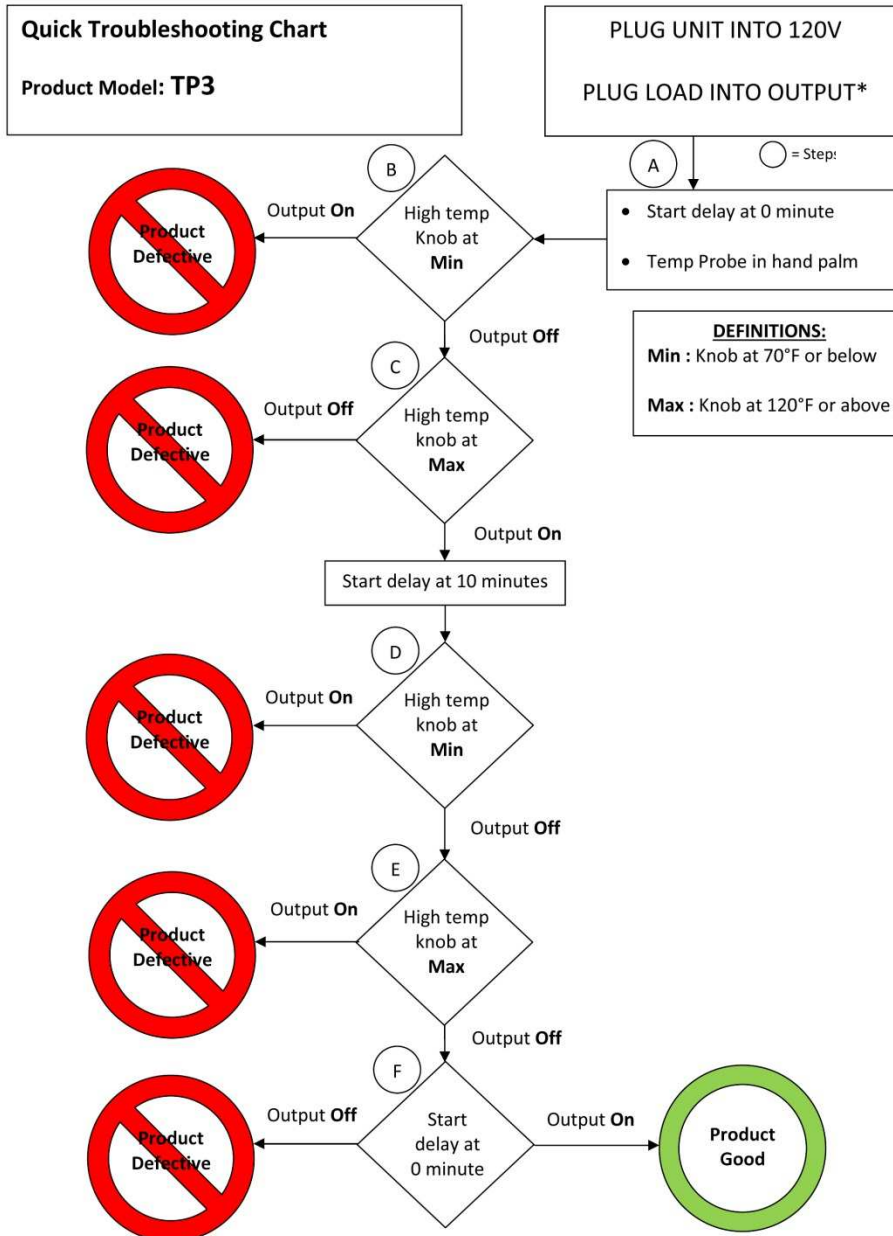 Quick Troubleshooting Chart
Product Model: TP3
PLUG UNIT INTO 120V
PLUG LOAD INTO OUTPUT*
A
= Steps
• Start delay at 0 minute
• Temp Probe in hand palm
DEFINITIONS:
Min : Knob at 70°F or below
Max : Knob at 120°F or above
B
High temp
Knob at
Min
Output On
Product
Defective
Output Off
C
High temp
knob at
Max
Output Off
Product
Defective
Output On
Start delay at 10 minutes
D
High temp
knob at
Min
Output On
Product
Defective
Output Off
E
High temp
knob at
Max
Output On
Product
Defective
Output Off
F
Start
delay at
0 minute
Output Off
Product
Defective
Output On
Product
Good